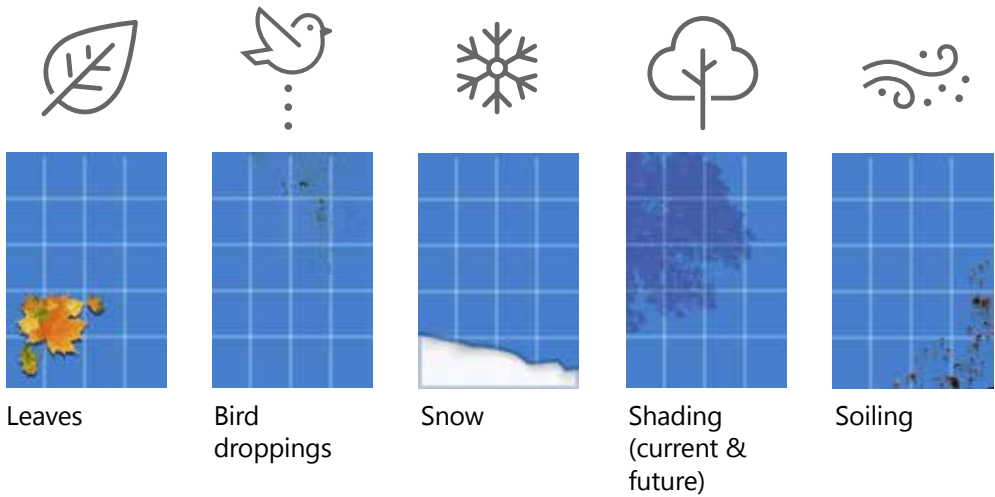 Leaves
Bird
droppings
Snow
Shading
(current &
future)
Soiling